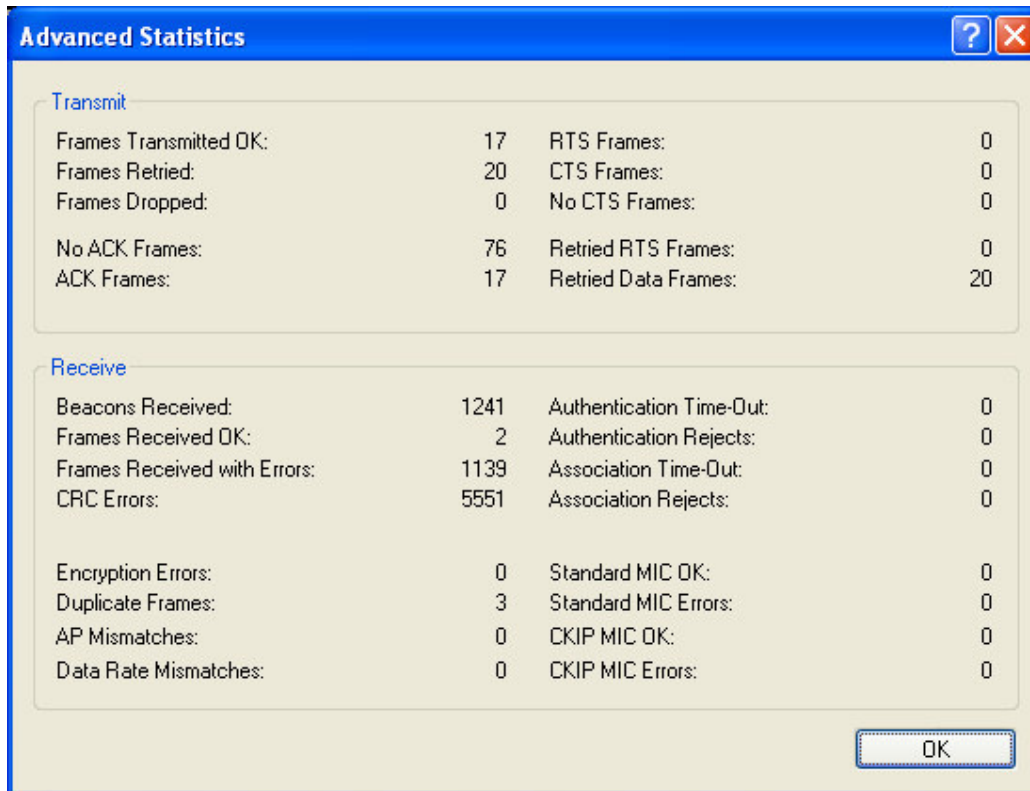 Advanced Statistics
Transmit
Frames Transmitted OK: 17 RTS Frames: 0
Frames Retried: 20 CTS Frames: 0
Frames Dropped: 0 No CTS Frames: 0
No ACK Frames: 76 Retried RTS Frames: 0
ACK Frames: 17 Retried Data Frames: 20
Receive
Beacons Received: 1241 Authentication Time-Out: 0
Frames Received OK: 2 Authentication Rejects: 0
Frames Received with Errors: 1139 Association Time-Out: 0
CRC Errors: 5551 Association Rejects: 0
Encryption Errors: 0 Standard MIC OK: 0
Duplicate Frames: 3 Standard MIC Errors: 0
AP Mismatches: 0 CKIP MIC OK: 0
Data Rate Mismatches: 0 CKIP MIC Errors: 0
OK